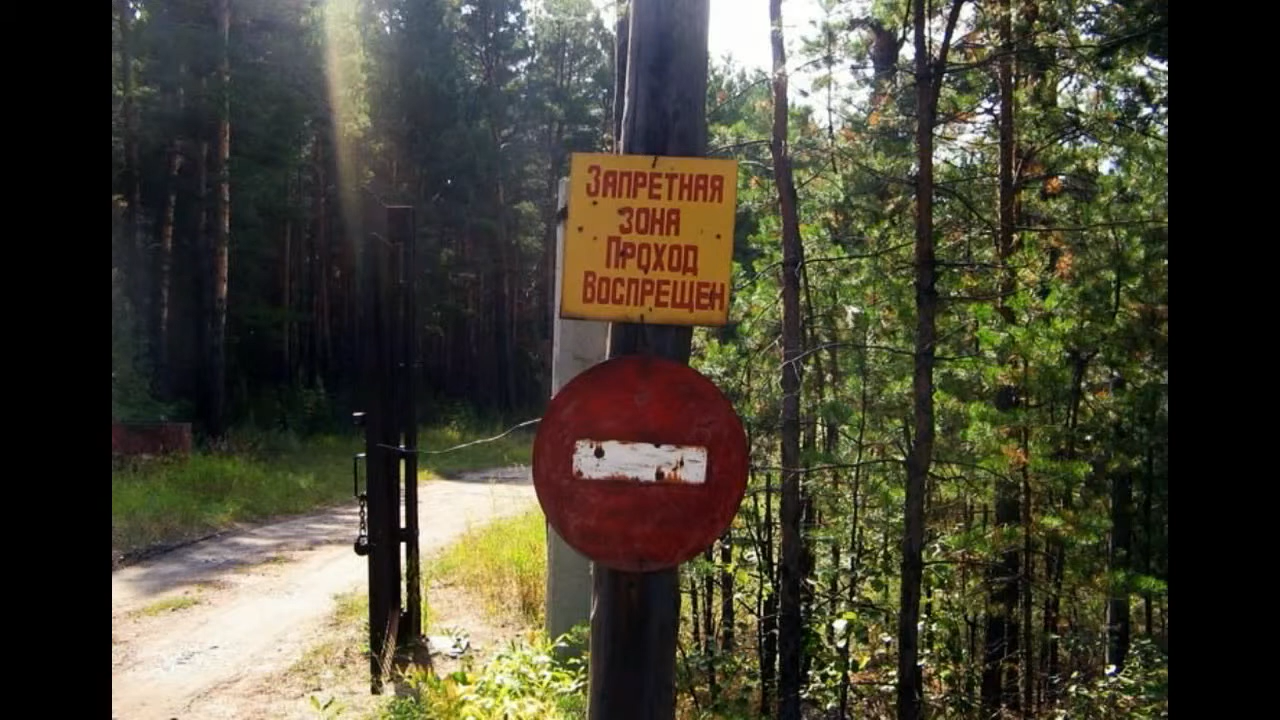 Запретная
зона
Проход
воспрещен